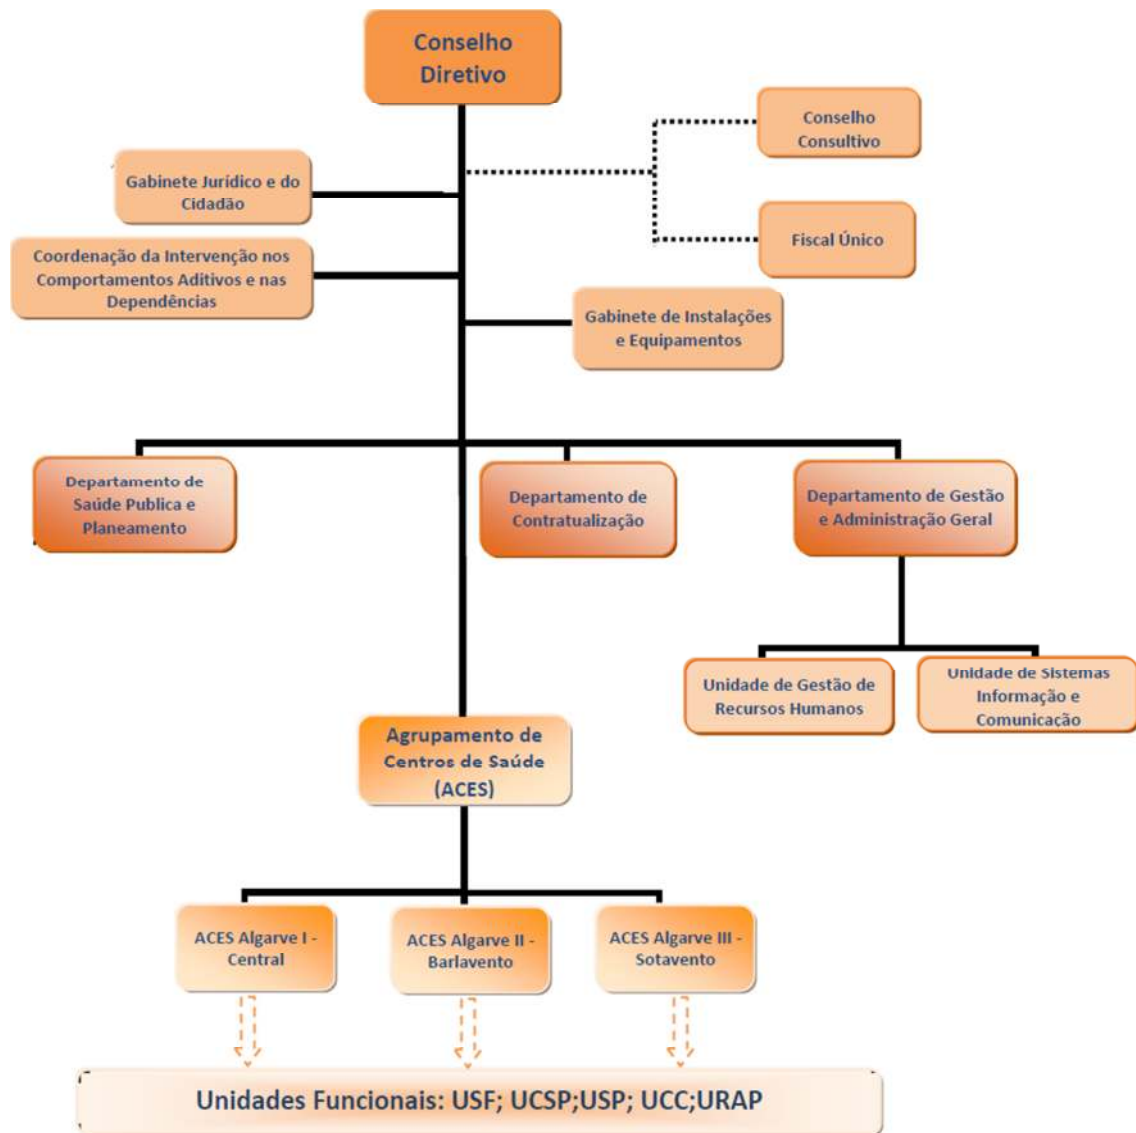 Conselho
Diretivo
Conselho
Consultivo
Gabinete Jurídico e do
Cidadão
Fiscal Único
Coordenação da Intervenção nos
Comportamentos Aditivos e nas
Dependências
Gabinete de Instalações
e Equipamentos
Departamento de
Saúde Publica e
Planeamento
Departamento de
Contratualização
Departamento de Gestão
e Administração Geral
Unidade de Gestão de
Recursos Humanos
Unidade de Sistemas
Informação e
Comunicação
Agrupamento de
Centros de Saúde
(ACES)
ACES Algarve I -
Central
ACES Algarve II -
Barlavento
ACES Algarve III -
Sotavento
Unidades Funcionais: USF; UCSP;USP; UCC;URAP